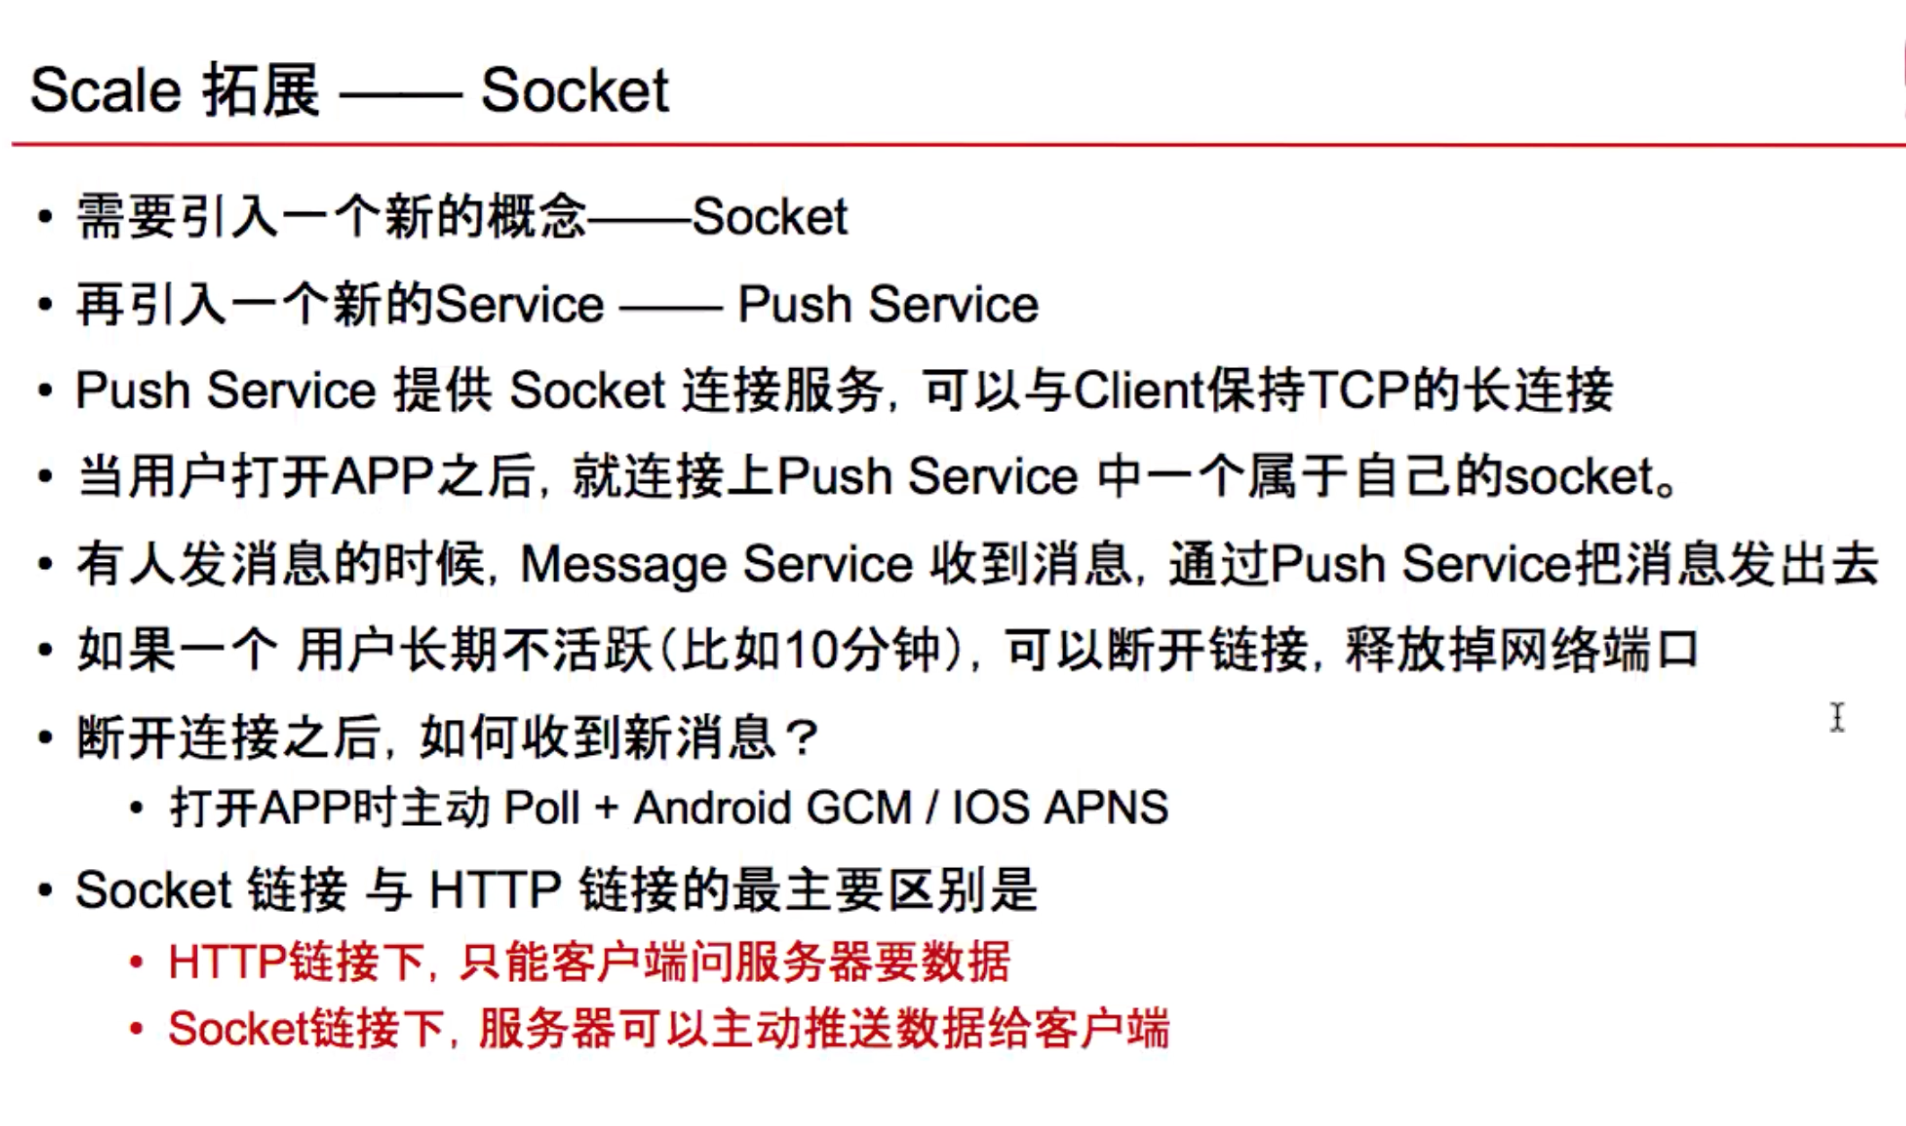 Scale 拓展 —— Socket
• 需要引入一个新的概念——Socket
• 再引入一个新的Service —— Push Service
• Push Service 提供 Socket 连接服务, 可以与Client保持TCP的长连接
• 当用户打开APP之后, 就连接上Push Service 中一个属于自己的socket。
• 有人发消息的时候, Message Service 收到消息, 通过Push Service把消息发出去
• 如果一个 用户长期不活跃(比如10分钟), 可以断开链接, 释放掉网络端口
• 断开连接之后, 如何收到新消息？
• 打开APP时主动 Poll + Android GCM / IOS APNS
• Socket 链接 与 HTTP 链接的最主要区别是
• HTTP链接下, 只能客户端问服务器要数据
• Socket链接下, 服务器可以主动推送数据给客户端